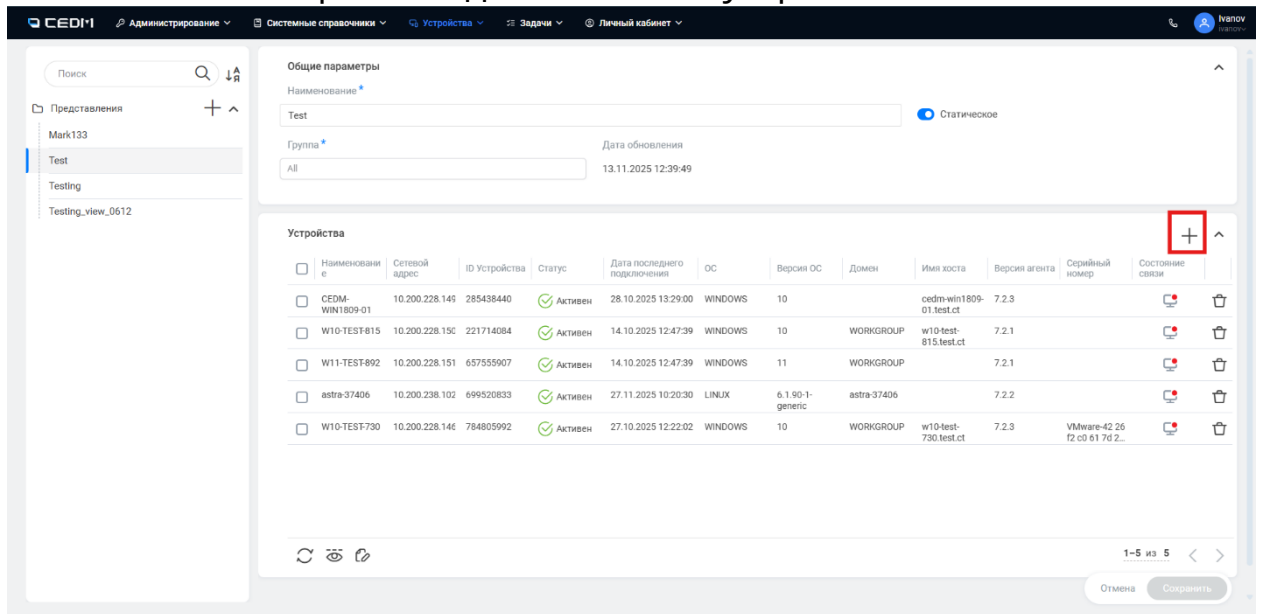 CEDM Администрирование Системные справочники Устройства Задачи Личный кабинет Ivanov
Ivanov
Поиск
Представления
Mark133
Test
Testing
Testing_view_0612
Общие параметры
Наименование *
Test
Статическое
Группа * Дата обновления
All 13.11.2025 12:39:49
Устройства
Наименование Сетевой адрес ID Устройства Статус Дата последнего подключения ОС Версия ОС Домен Имя хоста Версия агента Серийный номер Состояние связи
CEDM-WIN1809-01 10.200.228.149 285438440 Активен 28.10.2025 13:29:00 WINDOWS 10 cedm-win1809-01.test.ct 7.2.3
W10-TEST-815 10.200.228.150 221714084 Активен 14.10.2025 12:47:39 WINDOWS 10 WORKGROUP w10-test-815.test.ct 7.2.1
W11-TEST-892 10.200.228.151 657555907 Активен 14.10.2025 12:47:39 WINDOWS 11 WORKGROUP 7.2.1
astra-37406 10.200.238.102 699520833 Активен 27.11.2025 10:20:30 LINUX 6.1.90-1-generic astra-37406 7.2.2
W10-TEST-730 10.200.228.146 784805992 Активен 27.10.2025 12:22:02 WINDOWS 10 WORKGROUP w10-test-730.test.ct 7.2.3 VMware-42 26 f2 c0 61 7d 2...
1–5 из 5
Отмена Сохранить